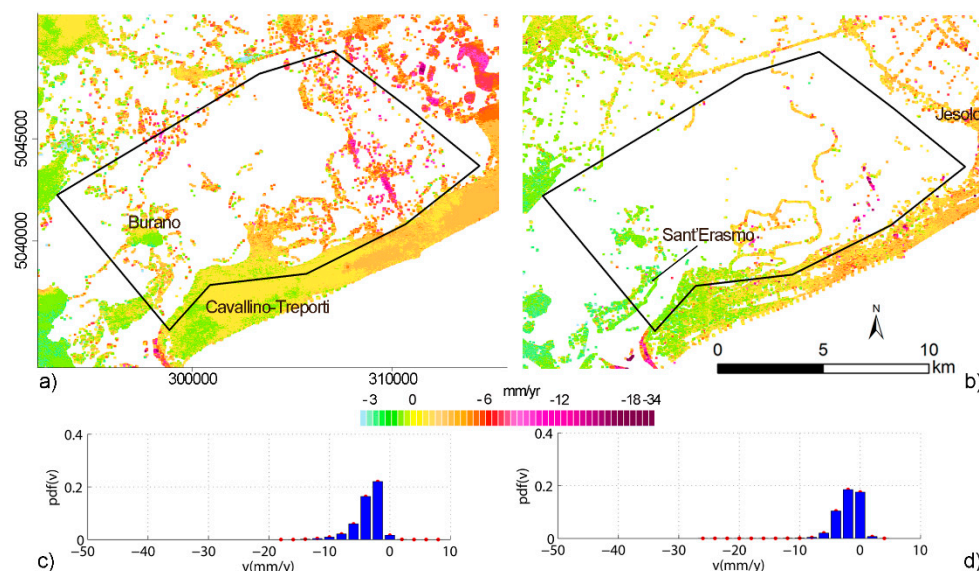 a)
Burano
Cavallino-Treporti
5045000
5040000
300000
310000
b)
Jesolo
Sant'Erasmo
N
0
5
10
km
mm/yr
-3
0
-6
-12
-18-34
c)
pdf(v)
0.4
0.2
0
−50
−40
−30
−20
−10
0
10
v(mm/y)
d)
pdf(v)
0.4
0.2
0
−50
−40
−30
−20
−10
0
10
v(mm/y)